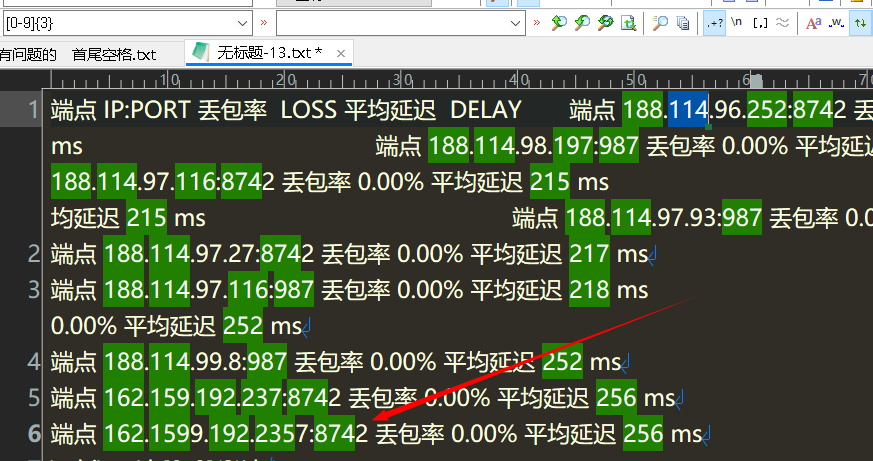 [0-9]{3}
.*? \n [.] ≈ Aa .W.
有问题的 首尾空格.txt 无标题-13.txt *
10 20 30 40 50 60 70
1 端点 IP:PORT 丢包率 LOSS 平均延迟 DELAY 端点 188.114.96.252:8742 丢
ms 端点 188.114.98.197:987 丢包率 0.00% 平均延迟
188.114.97.116:8742 丢包率 0.00% 平均延迟 215 ms
均延迟 215 ms 端点 188.114.97.93:987 丢包率 0.0
2 端点 188.114.97.27:8742 丢包率 0.00% 平均延迟 217 ms
3 端点 188.114.97.116:987 丢包率 0.00% 平均延迟 218 ms
0.00% 平均延迟 252 ms
4 端点 188.114.99.8:987 丢包率 0.00% 平均延迟 252 ms
5 端点 162.159.192.237:8742 丢包率 0.00% 平均延迟 256 ms
6 端点 162.1599.192.2357:8742 丢包率 0.00% 平均延迟 256 ms